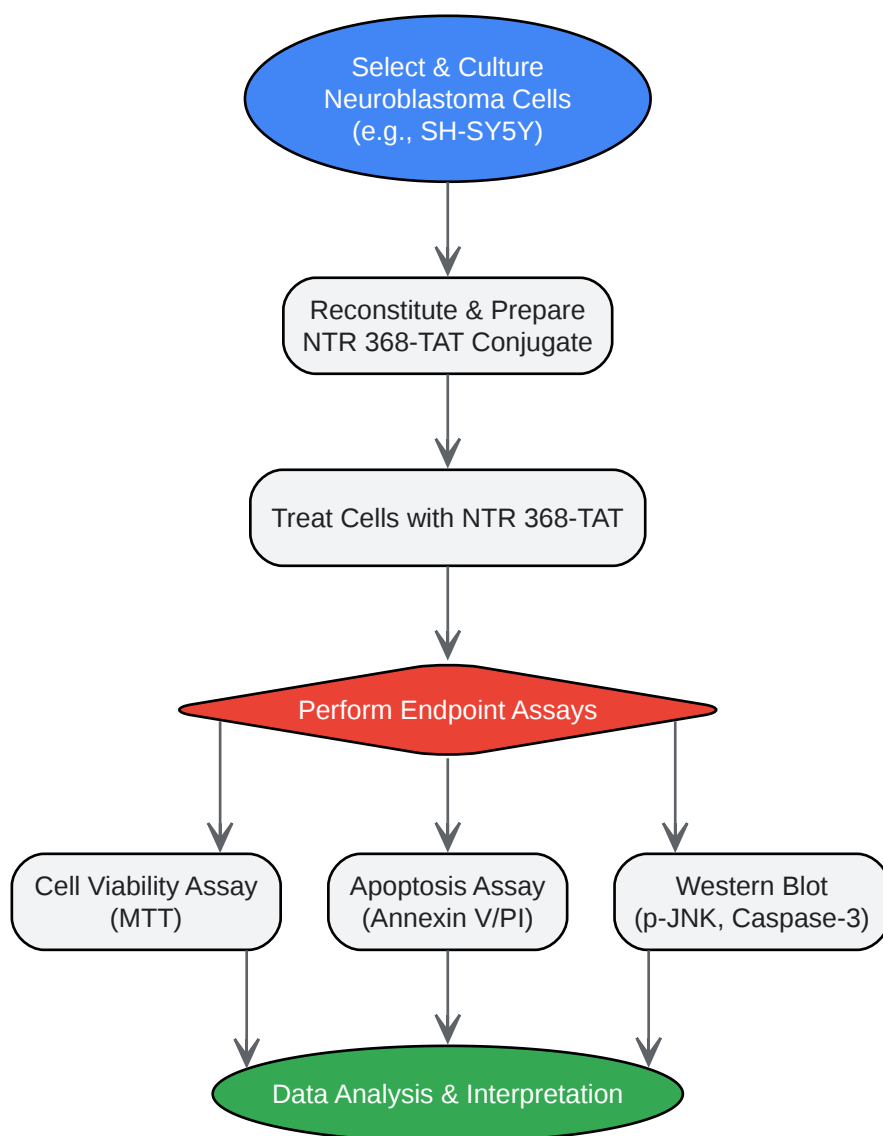 Select & Culture
Neuroblastoma Cells
(e.g., SH-SY5Y)
Reconstitute & Prepare
NTR 368-TAT Conjugate
Treat Cells with NTR 368-TAT
Perform Endpoint Assays
Cell Viability Assay
(MTT)
Apoptosis Assay
(Annexin V/PI)
Western Blot
(p-JNK, Caspase-3)
Data Analysis & Interpretation